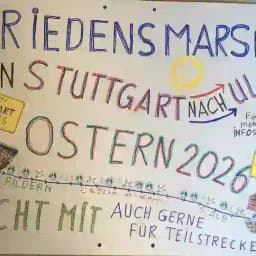 RIEDENSMARS
N STUTTGART NACH UL
OSTERN 2026
FILDERN
CHT MIT AUCH GERNE
FÜR TEILSTRECKE